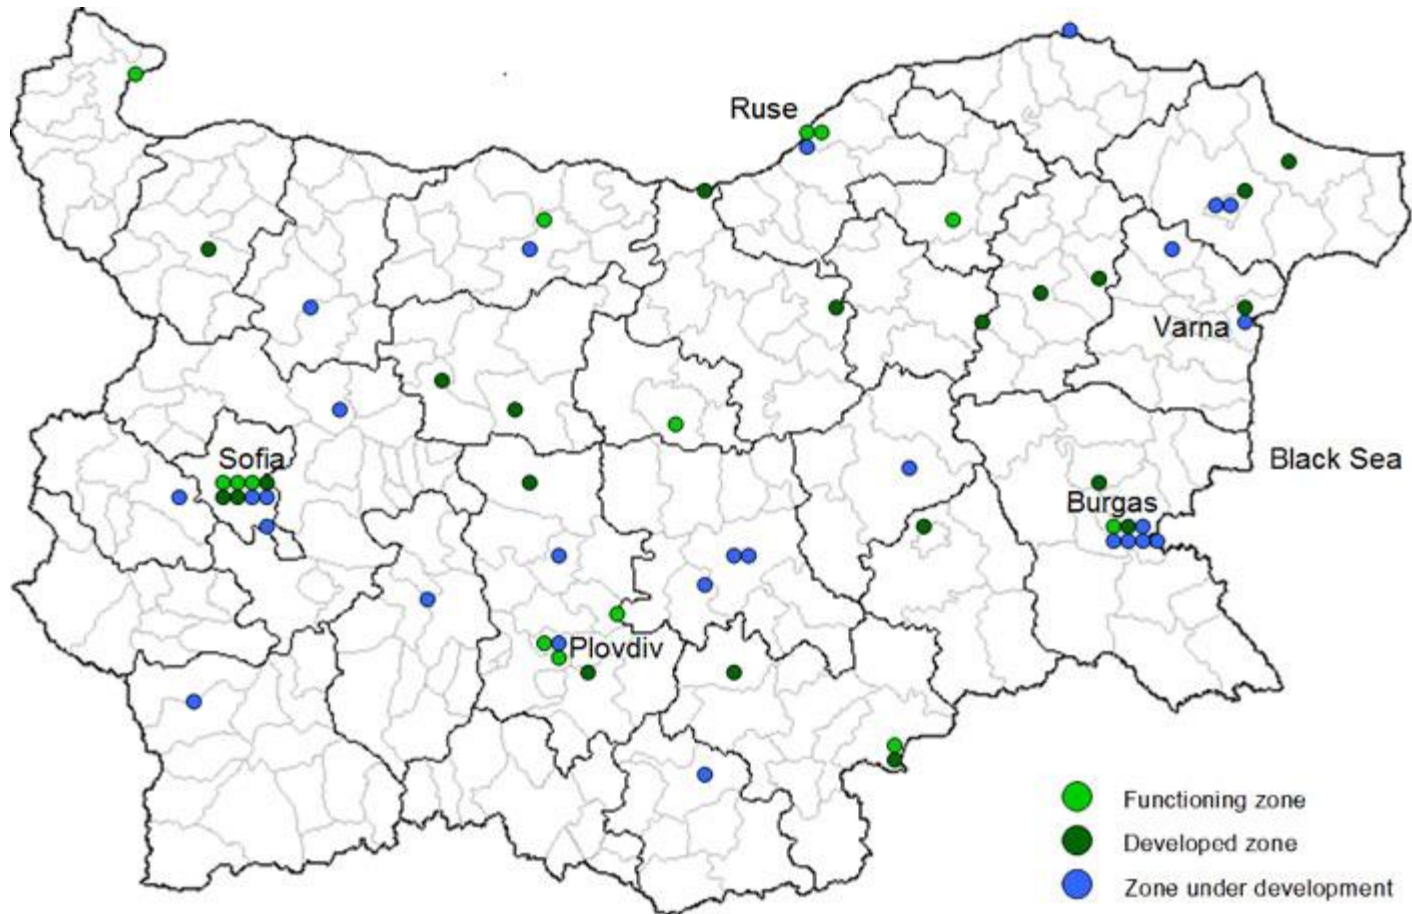 Ruse
Varna
Sofia
Black Sea
Burgas
Plovdiv
Functioning zone
Developed zone
Zone under development